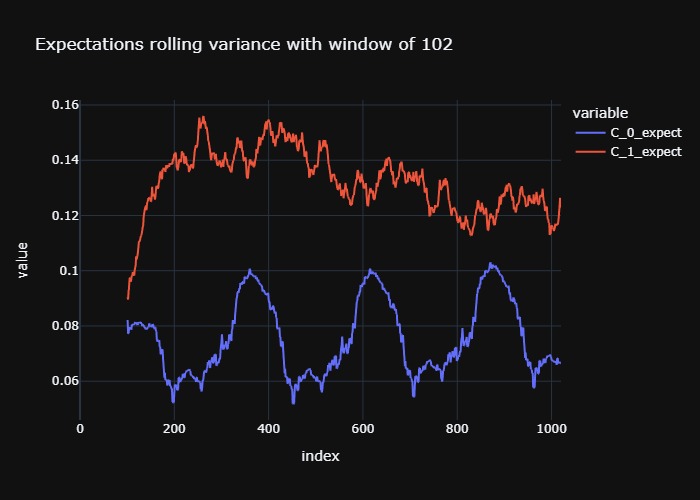 Expectations rolling variance with window of 102
variable
C_0_expect
C_1_expect
value
0.16
0.14
0.12
0.1
0.08
0.06
0
200
400
600
800
1000
index